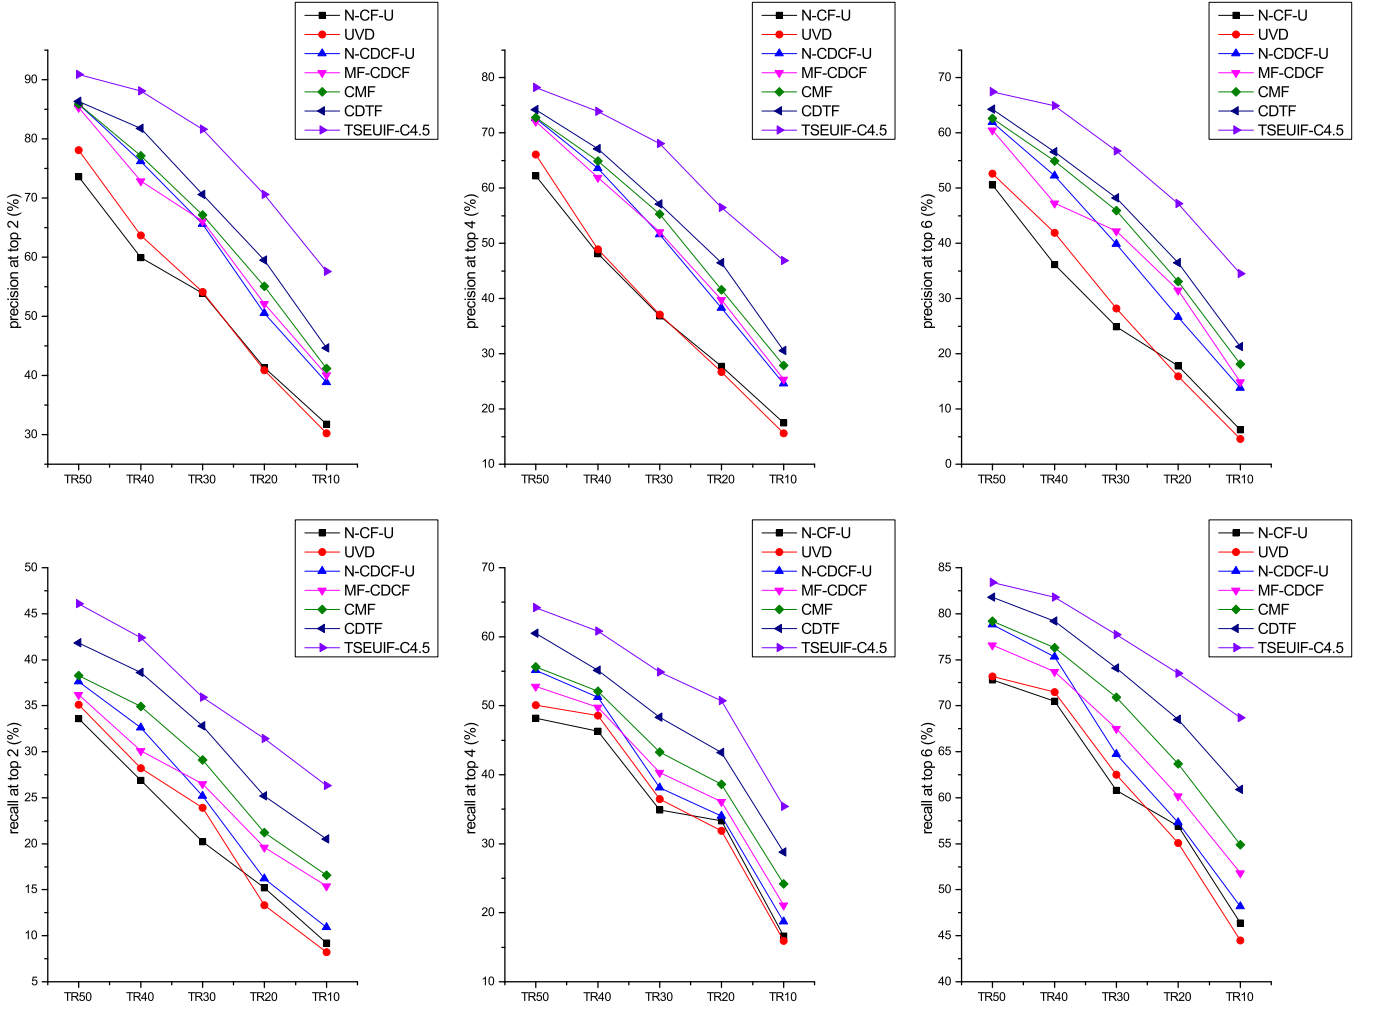 N-CF-U
UVD
N-CDCF-U
MF-CDCF
CMF
CDTF
TSEUIF-C4.5
precision at top 2 (%)
90
80
70
60
50
40
30
TR50 TR40 TR30 TR20 TR10
N-CF-U
UVD
N-CDCF-U
MF-CDCF
CMF
CDTF
TSEUIF-C4.5
precision at top 4 (%)
80
70
60
50
40
30
20
10
TR50 TR40 TR30 TR20 TR10
N-CF-U
UVD
N-CDCF-U
MF-CDCF
CMF
CDTF
TSEUIF-C4.5
precision at top 6 (%)
70
60
50
40
30
20
10
0
TR50 TR40 TR30 TR20 TR10
N-CF-U
UVD
N-CDCF-U
MF-CDCF
CMF
CDTF
TSEUIF-C4.5
recall at top 2 (%)
50
45
40
35
30
25
20
15
10
5
TR50 TR40 TR30 TR20 TR10
N-CF-U
UVD
N-CDCF-U
MF-CDCF
CMF
CDTF
TSEUIF-C4.5
recall at top 4 (%)
70
60
50
40
30
20
10
TR50 TR40 TR30 TR20 TR10
N-CF-U
UVD
N-CDCF-U
MF-CDCF
CMF
CDTF
TSEUIF-C4.5
recall at top 6 (%)
85
80
75
70
65
60
55
50
45
40
TR50 TR40 TR30 TR20 TR10